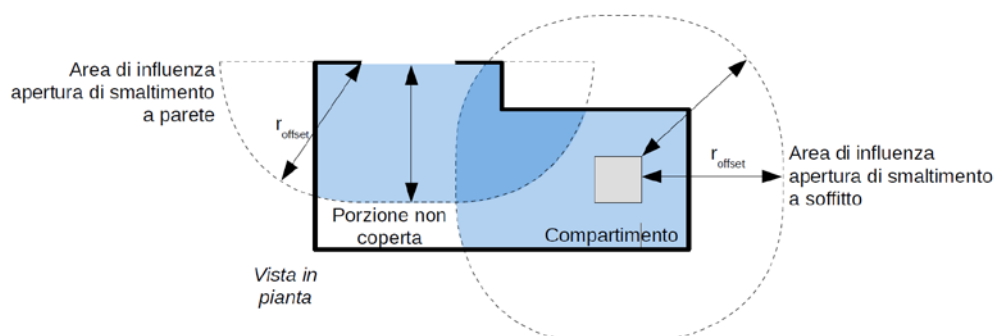 Area di influenza
apertura di smaltimento
a parete
r offset
r offset
Area di influenza
apertura di smaltimento
a soffitto
Porzione non
coperta
Compartimento
Vista in
pianta